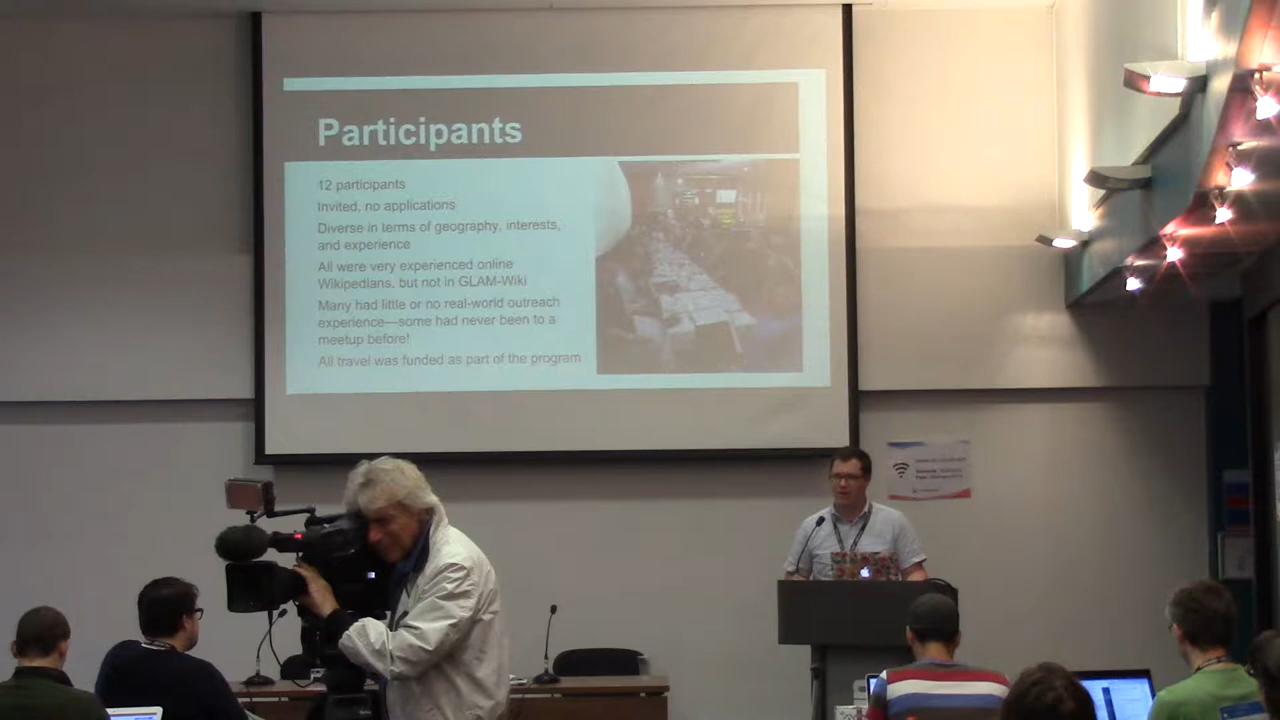 Participants
12 participants
Invited, no applications
Diverse in terms of geography, interests,
and experience
All were very experienced online
Wikipedians, but not in GLAM-Wiki
Many had little or no real-world outreach
experience—some had never been to a
meetup before!
All travel was funded as part of the program